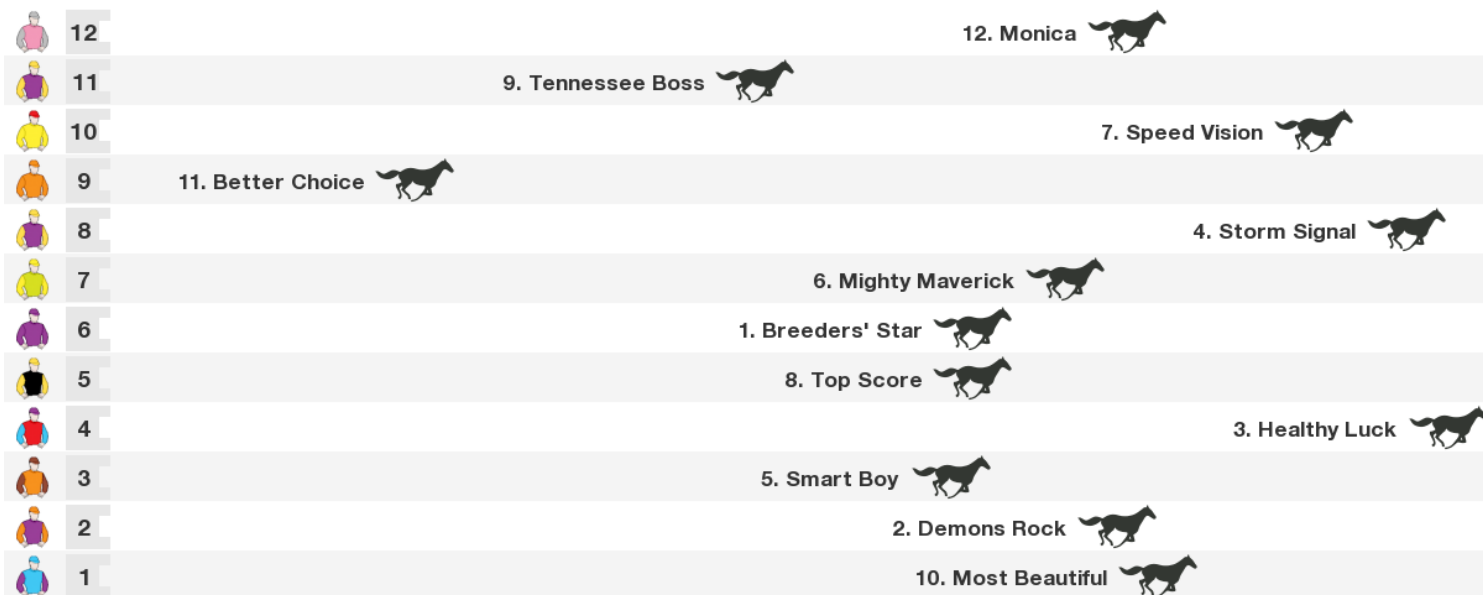 12 12. Monica
11 9. Tennessee Boss
10 7. Speed Vision
9 11. Better Choice
8 4. Storm Signal
7 6. Mighty Maverick
6 1. Breeders' Star
5 8. Top Score
4 3. Healthy Luck
3 5. Smart Boy
2 2. Demons Rock
1 10. Most Beautiful